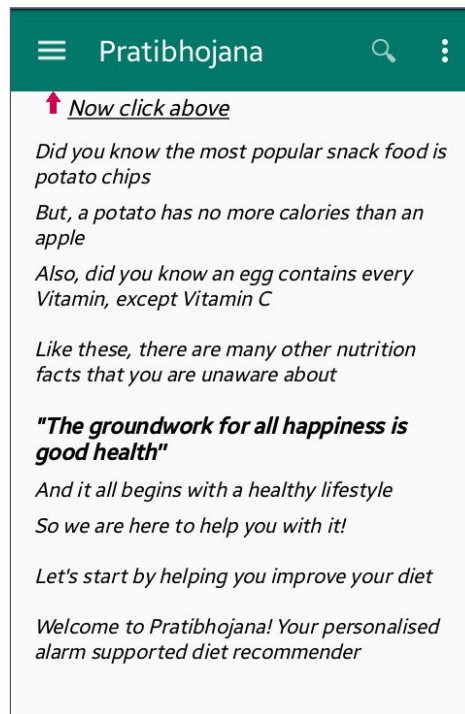 Pratibhojana
Now click above
Did you know the most popular snack food is
potato chips
But, a potato has no more calories than an
apple
Also, did you know an egg contains every
Vitamin, except Vitamin C
Like these, there are many other nutrition
facts that you are unaware about
"The groundwork for all happiness is
good health"
And it all begins with a healthy lifestyle
So we are here to help you with it!
Let's start by helping you improve your diet
Welcome to Pratibhojana! Your personalised
alarm supported diet recommender